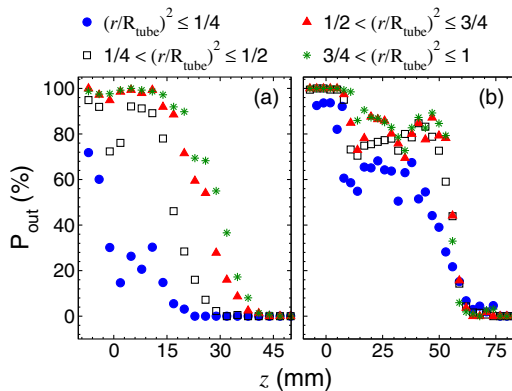 (r/R_tube)^2 ≤ 1/4
1/2 < (r/R_tube)^2 ≤ 3/4
1/4 < (r/R_tube)^2 ≤ 1/2
3/4 < (r/R_tube)^2 ≤ 1
(a)
(b)
100
80
60
40
20
0
P_out (%)
0 15 30 45
0 25 50 75
z (mm)